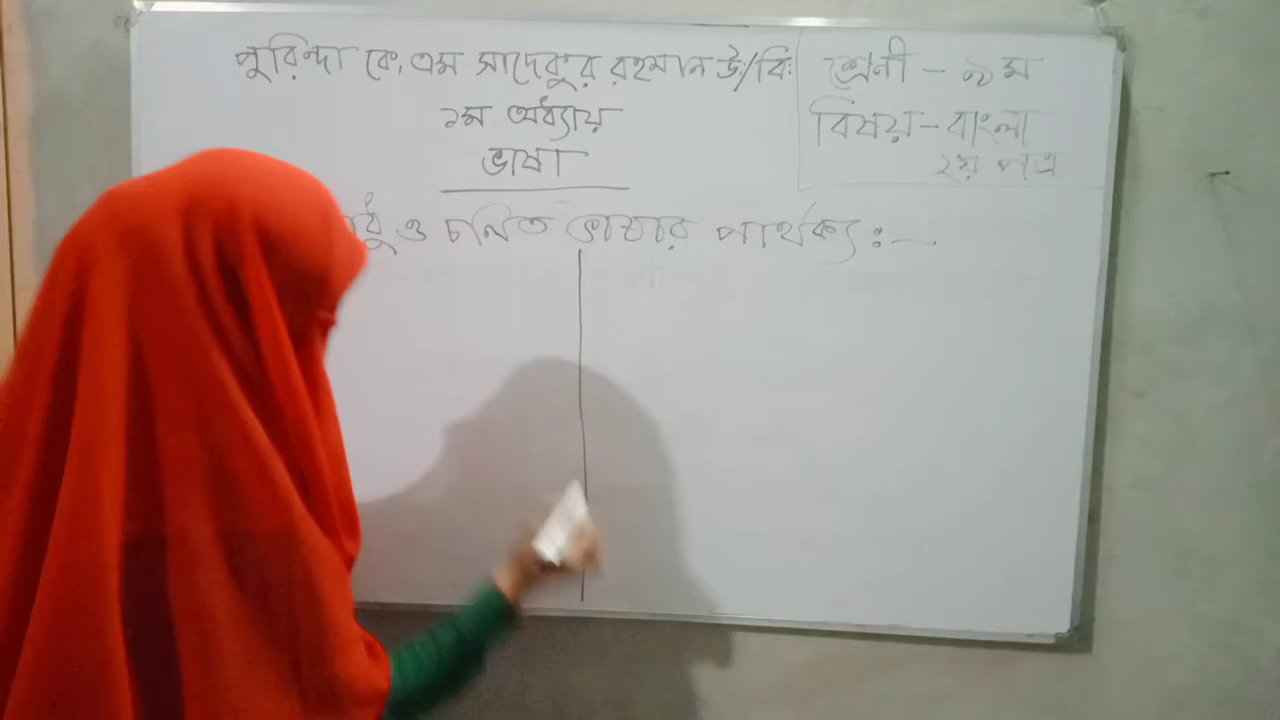 পুরিন্দা কে, এম সাদেকুর রহমান উঃ/বিঃ
১ম অধ্যায়
ভাষা
শ্রেনী - ৯ম
বিষয় - বাংলা
২য় পত্র
ধু ও চলিত ভাষার পার্থক্য ঃ—